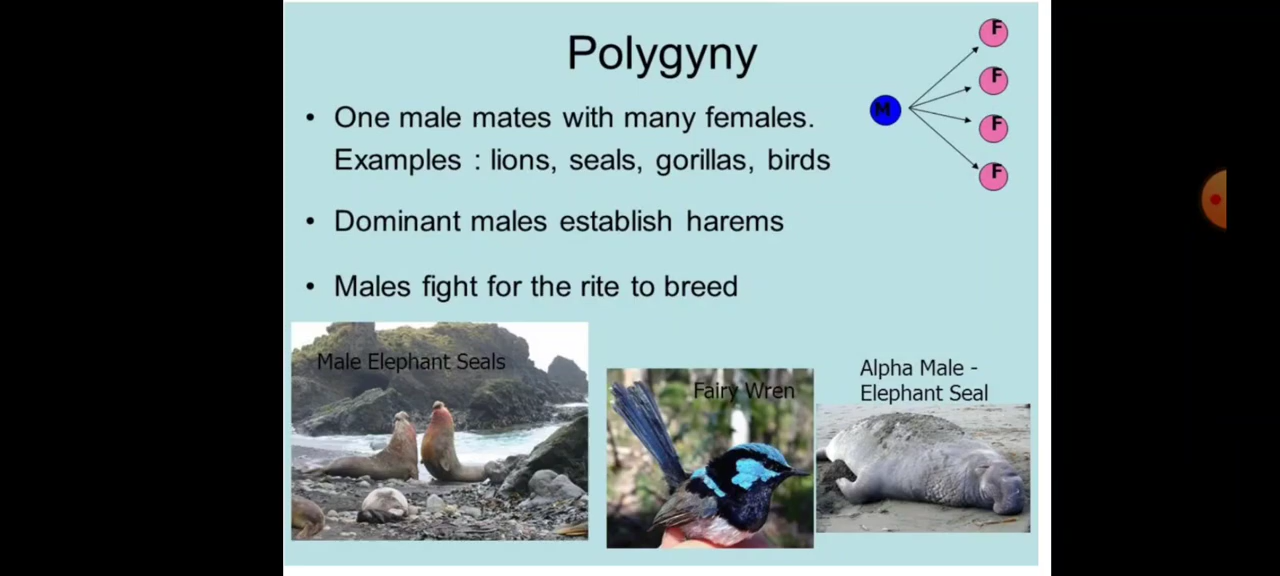 Polygyny
• One male mates with many females.
Examples : lions, seals, gorillas, birds
• Dominant males establish harems
• Males fight for the rite to breed
M
F
F
F
F
Male Elephant Seals
Fairy Wren
Alpha Male -
Elephant Seal